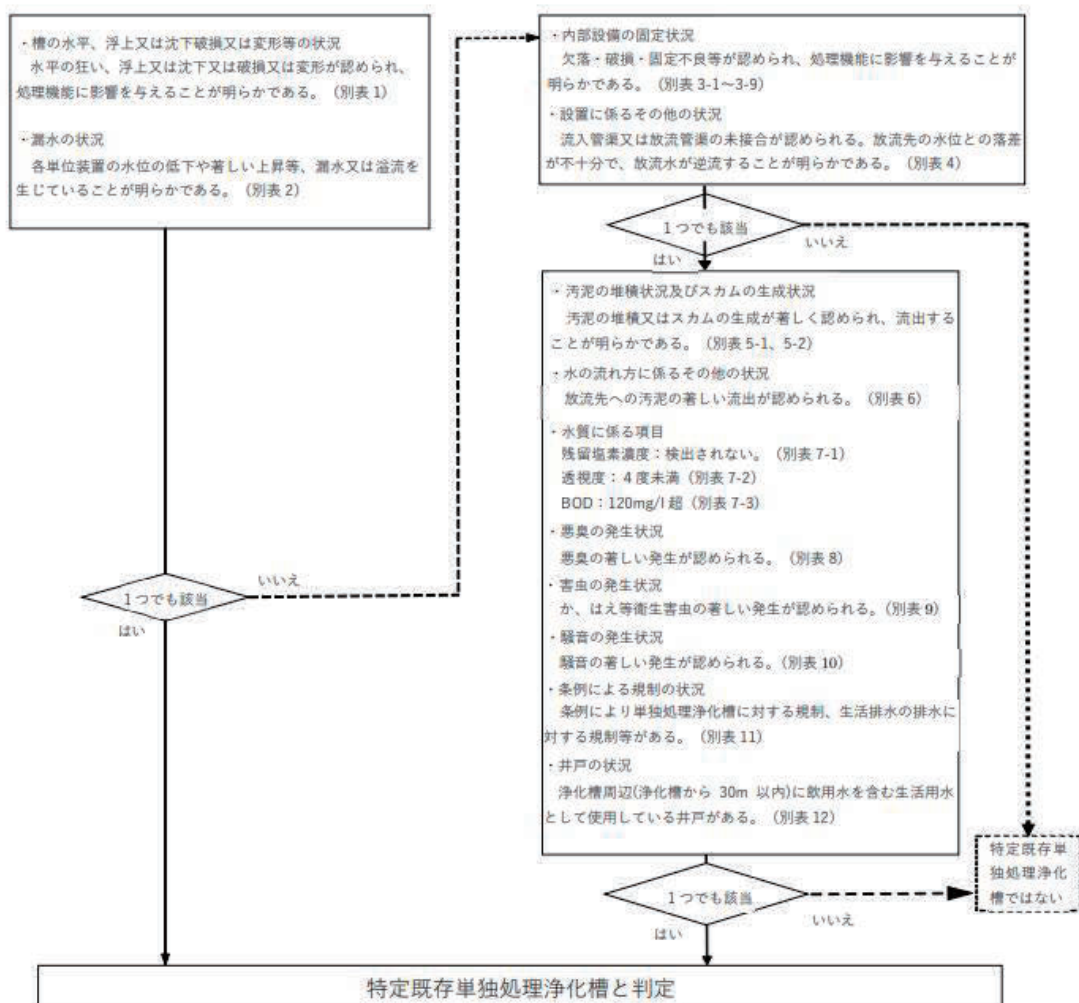 ・槽の水平、浮上又は沈下破損又は変形等の状況
水平の狂い、浮上又は沈下又は破損又は変形が認められ、
処理機能に影響を与えることが明らかである。（別表 1）
・漏水の状況
各単位装置の水位の低下や著しい上昇等、漏水又は溢流を
生じていることが明らかである。（別表 2）
1 つでも該当
いいえ
はい
・内部設備の固定状況
欠落・破損・固定不良等が認められ、処理機能に影響を与えることが
明らかである。（別表 3-1～3-9）
・設置に係るその他の状況
流入管渠又は放流管渠の未接合が認められる。放流先の水位との落差
が不十分で、放流水が逆流することが明らかである。（別表 4）
1 つでも該当
いいえ
はい
・汚泥の堆積状況及びスカムの生成状況
汚泥の堆積又はスカムの生成が著しく認められ、流出する
ことが明らかである。（別表 5-1、5-2）
・水の流れ方に係るその他の状況
放流先への汚泥の著しい流出が認められる。（別表 6）
・水質に係る項目
残留塩素濃度：検出されない。（別表 7-1）
透視度：４度未満（別表 7-2）
BOD：120mg/l 超（別表 7-3）
・悪臭の発生状況
悪臭の著しい発生が認められる。（別表 8）
・害虫の発生状況
か、はえ等衛生害虫の著しい発生が認められる。（別表 9）
・騒音の発生状況
騒音の著しい発生が認められる。（別表 10）
・条例による規制の状況
条例により単独処理浄化槽に対する規制、生活排水の排水に
対する規制等がある。（別表 11）
・井戸の状況
浄化槽周辺(浄化槽から 30m 以内)に飲用水を含む生活用水
として使用している井戸がある。（別表 12）
1 つでも該当
いいえ
はい
特定既存単
独処理浄化
槽ではない
特定既存単独処理浄化槽と判定